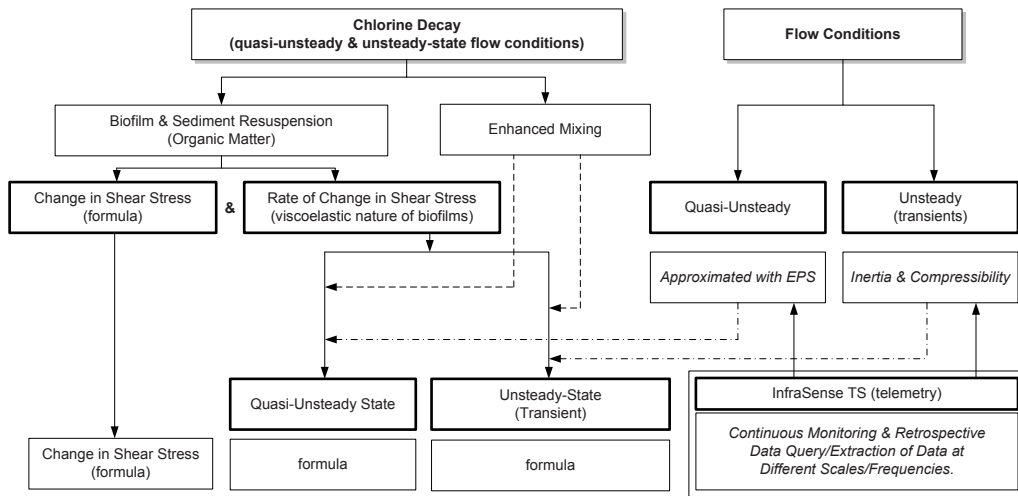 Chlorine Decay
(quasi-unsteady & unsteady-state flow conditions)
Flow Conditions
Biofilm & Sediment Resuspension
(Organic Matter)
Enhanced Mixing
Change in Shear Stress
(formula)
&
Rate of Change in Shear Stress
(viscoelastic nature of biofilms)
Quasi-Unsteady
Unsteady
(transients)
Approximated with EPS
Inertia & Compressibility
Quasi-Unsteady State
Unsteady-State
(Transient)
InfraSense TS (telemetry)
Continuous Monitoring & Retrospective
Data Query/Extraction of Data at
Different Scales/Frequencies.
Change in Shear Stress
(formula)
formula
formula